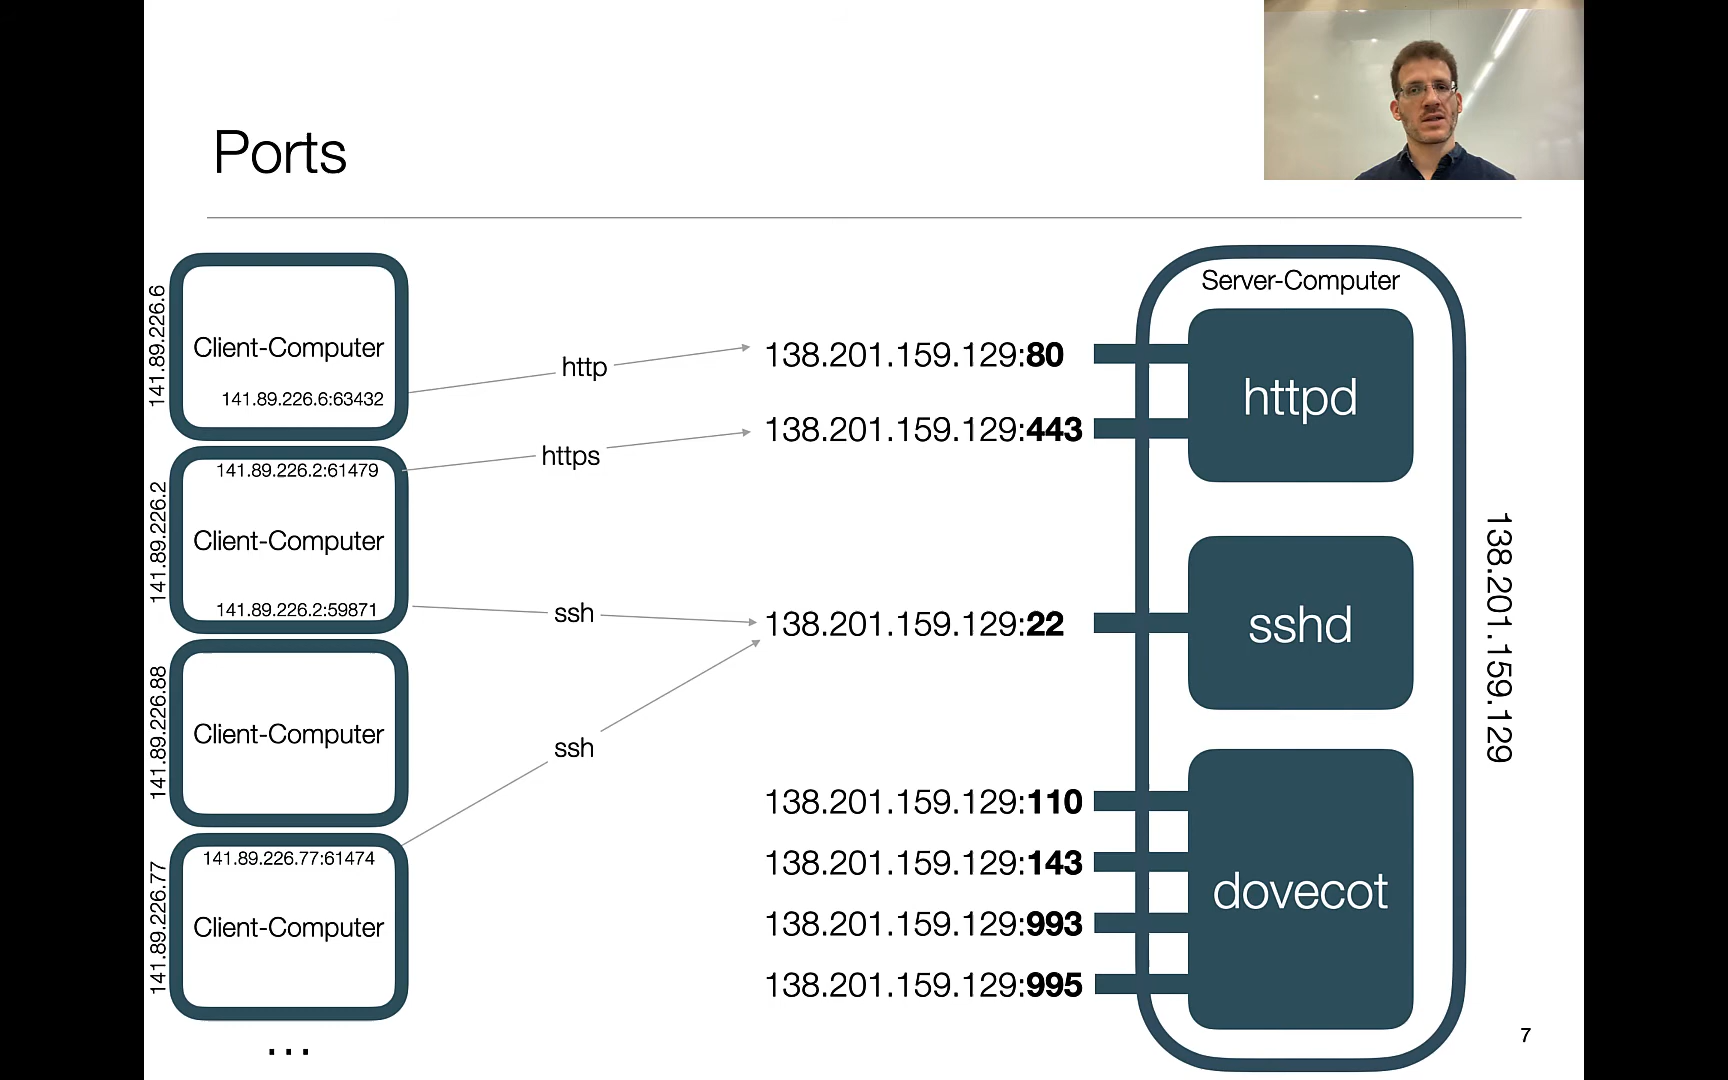 Ports
141.89.226.6
Client-Computer
141.89.226.6:63432
141.89.226.2
141.89.226.2:61479
Client-Computer
141.89.226.2:59871
141.89.226.88
Client-Computer
141.89.226.77
141.89.226.77:61474
Client-Computer
...
http
https
ssh
ssh
138.201.159.129:80
138.201.159.129:443
138.201.159.129:22
138.201.159.129:110
138.201.159.129:143
138.201.159.129:993
138.201.159.129:995
Server-Computer
httpd
sshd
dovecot
138.201.159.129
7